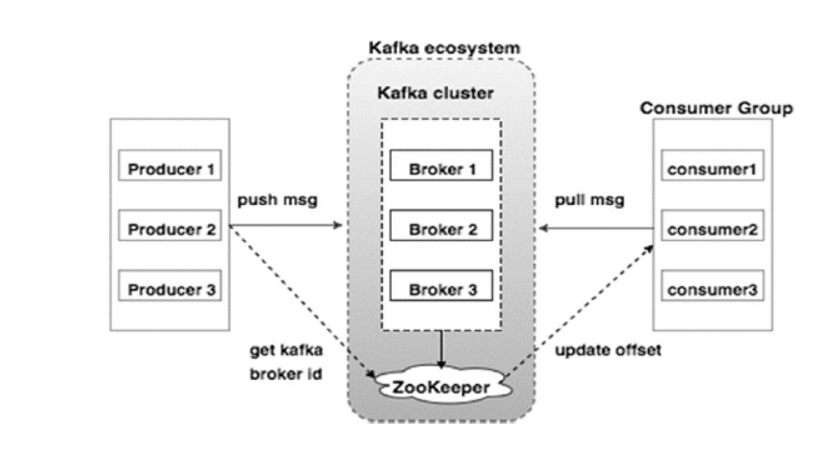 Kafka ecosystem
Kafka cluster
Consumer Group
Producer 1
Producer 2
Producer 3
push msg
Broker 1
Broker 2
Broker 3
pull msg
consumer1
consumer2
consumer3
get kafka
broker id
ZooKeeper
update offset